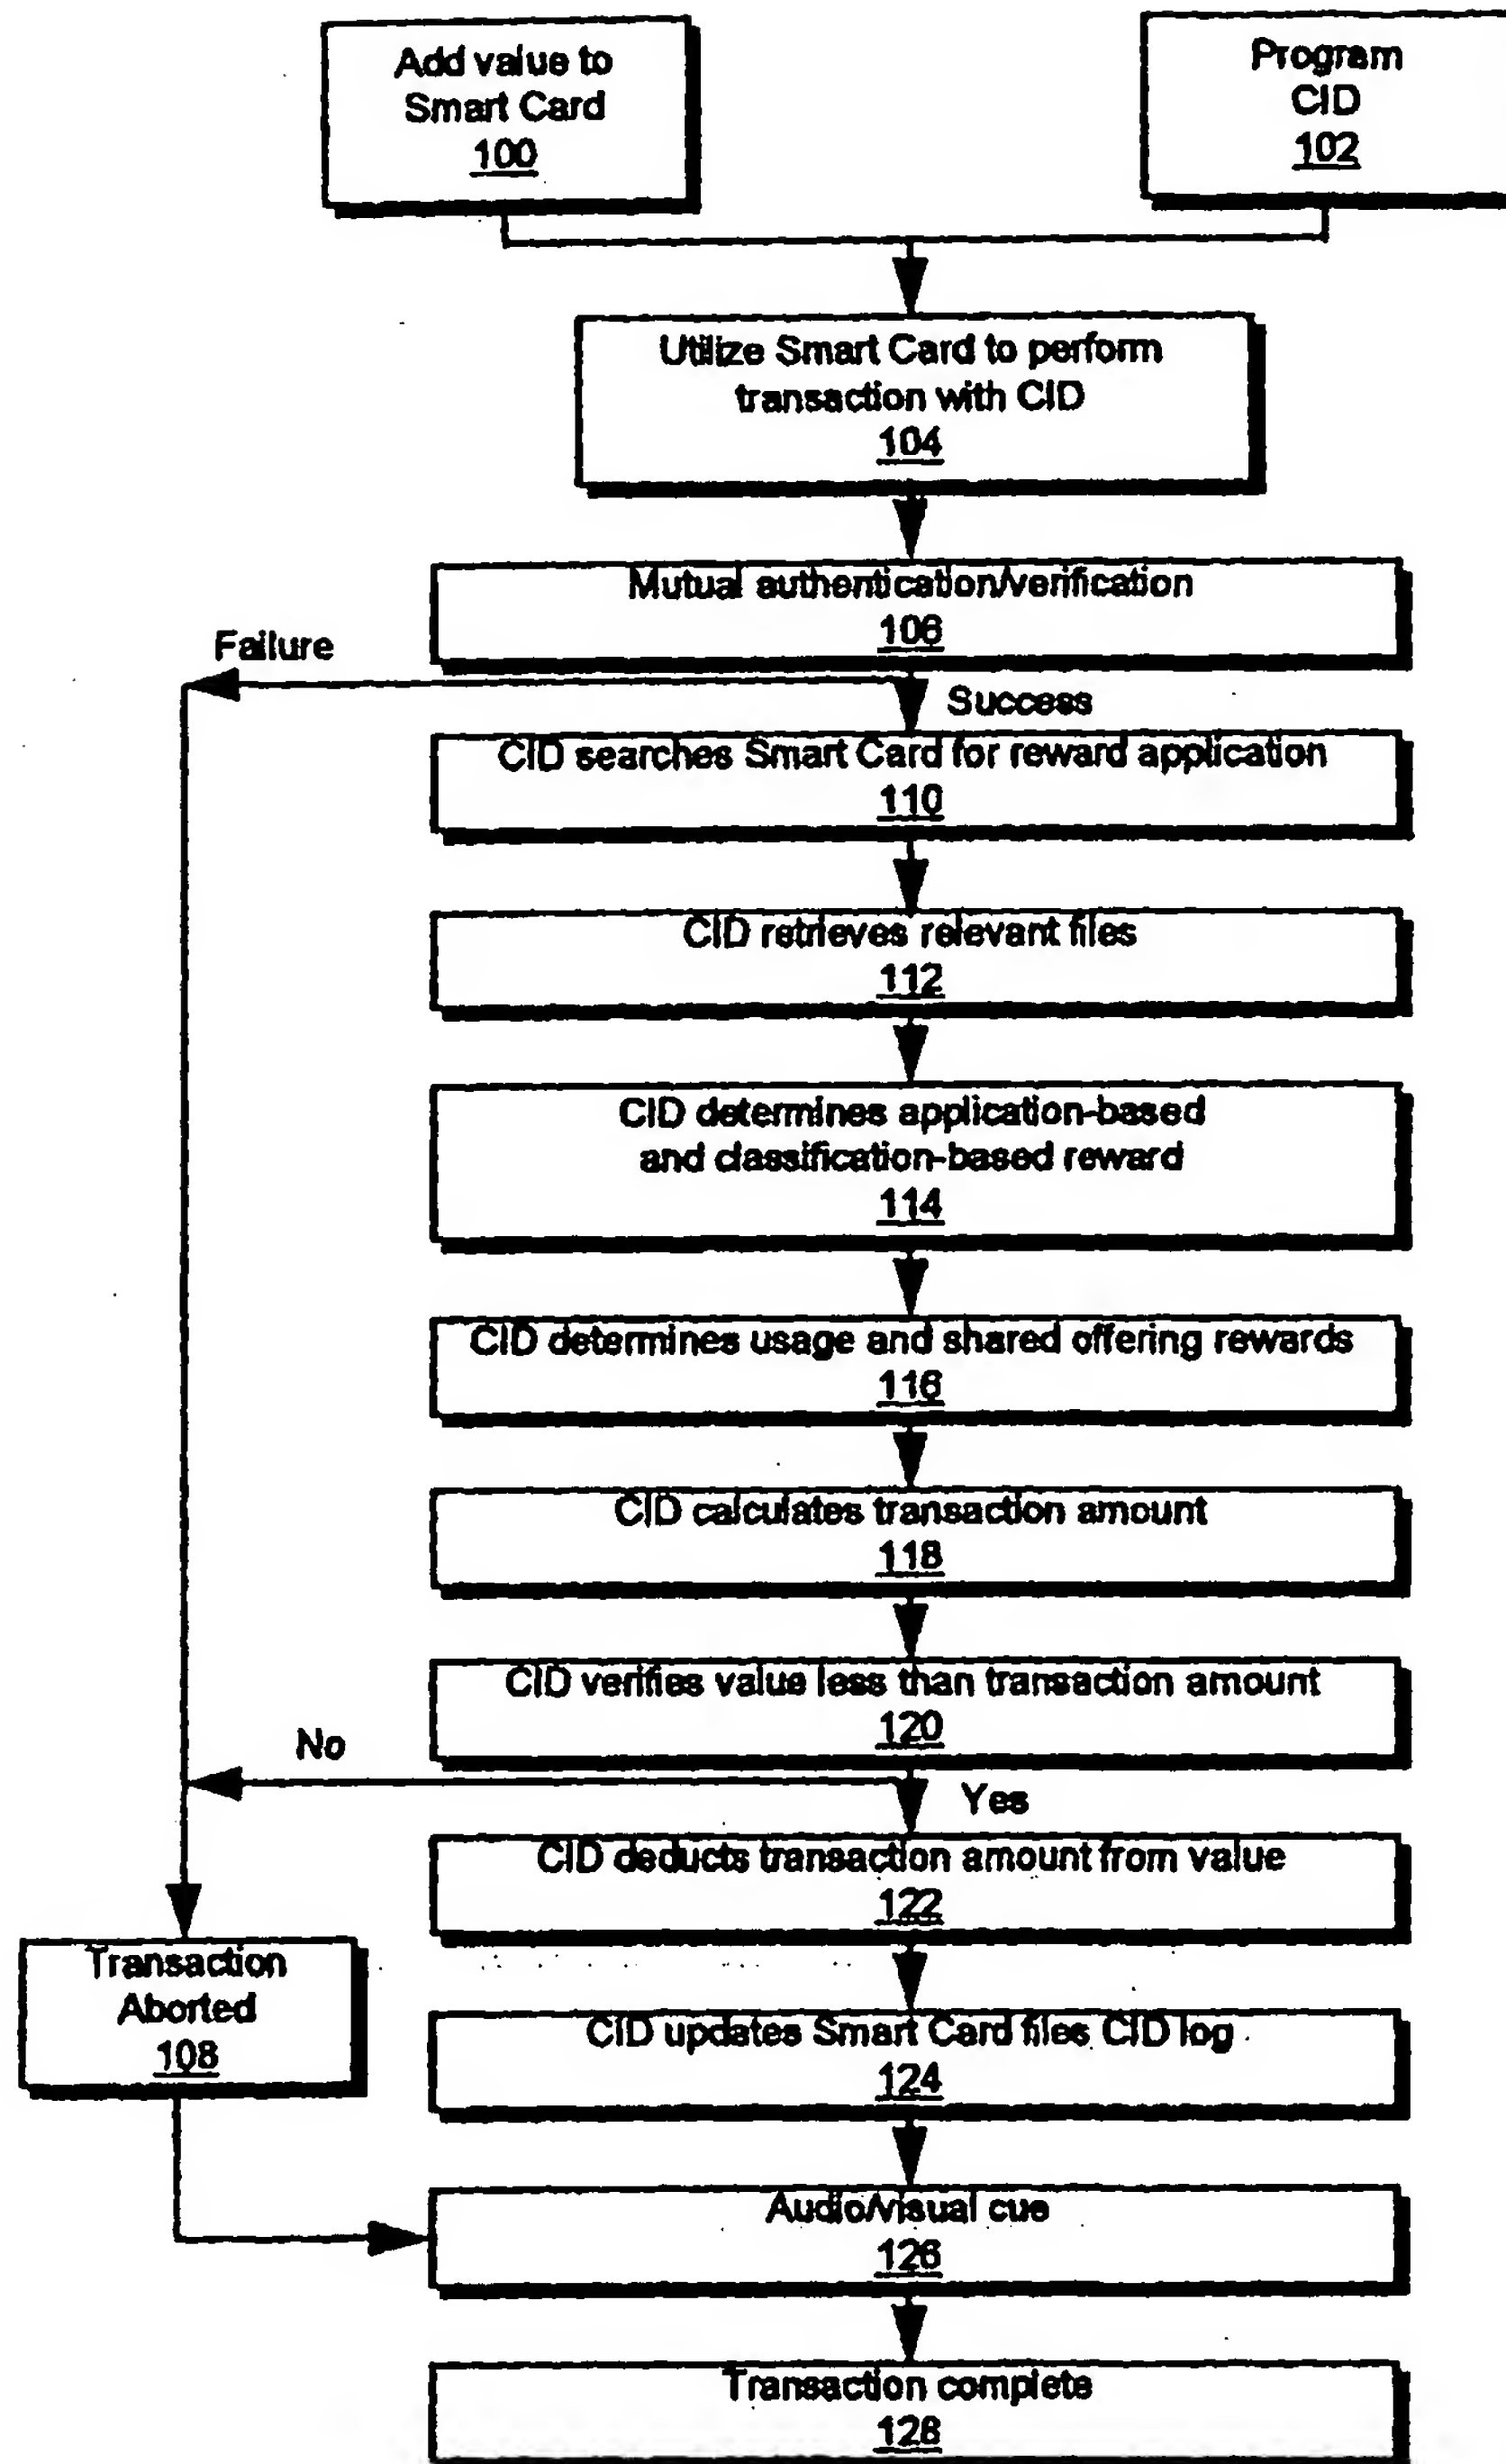 Add value to
Smart Card
100
Program
CID
102
Utilize Smart Card to perform
transaction with CID
104
Mutual authentication/verification
106
Failure
Success
CID searches Smart Card for reward application
110
CID retrieves relevant files
112
CID determines application-based
and classification-based reward
114
CID determines usage and shared offering rewards
116
CID calculates transaction amount
118
CID verifies value less than transaction amount
120
No
Yes
CID deducts transaction amount from value
122
Transaction
Aborted
108
CID updates Smart Card files CID log
124
Audio/visual cue
126
Transaction complete
128